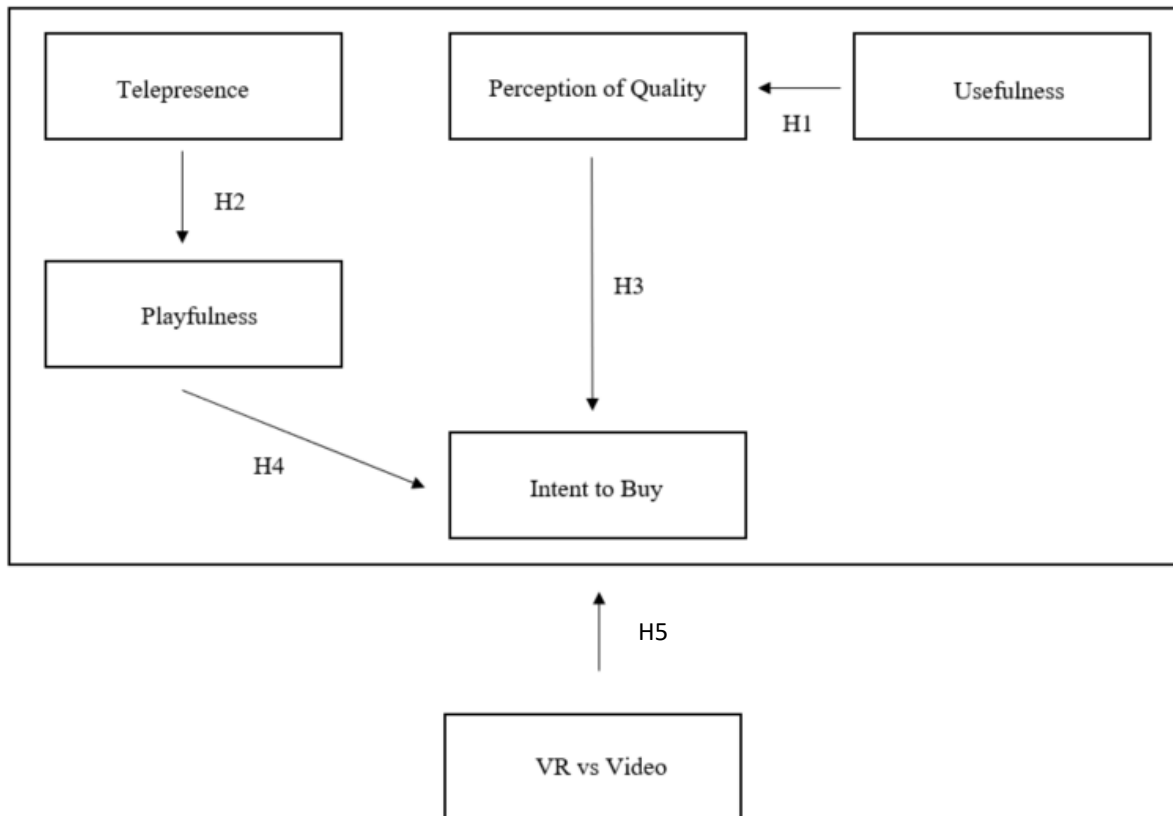 Telepresence
Perception of Quality
Usefulness
H1
H2
H3
Playfulness
H4
Intent to Buy
H5
VR vs Video